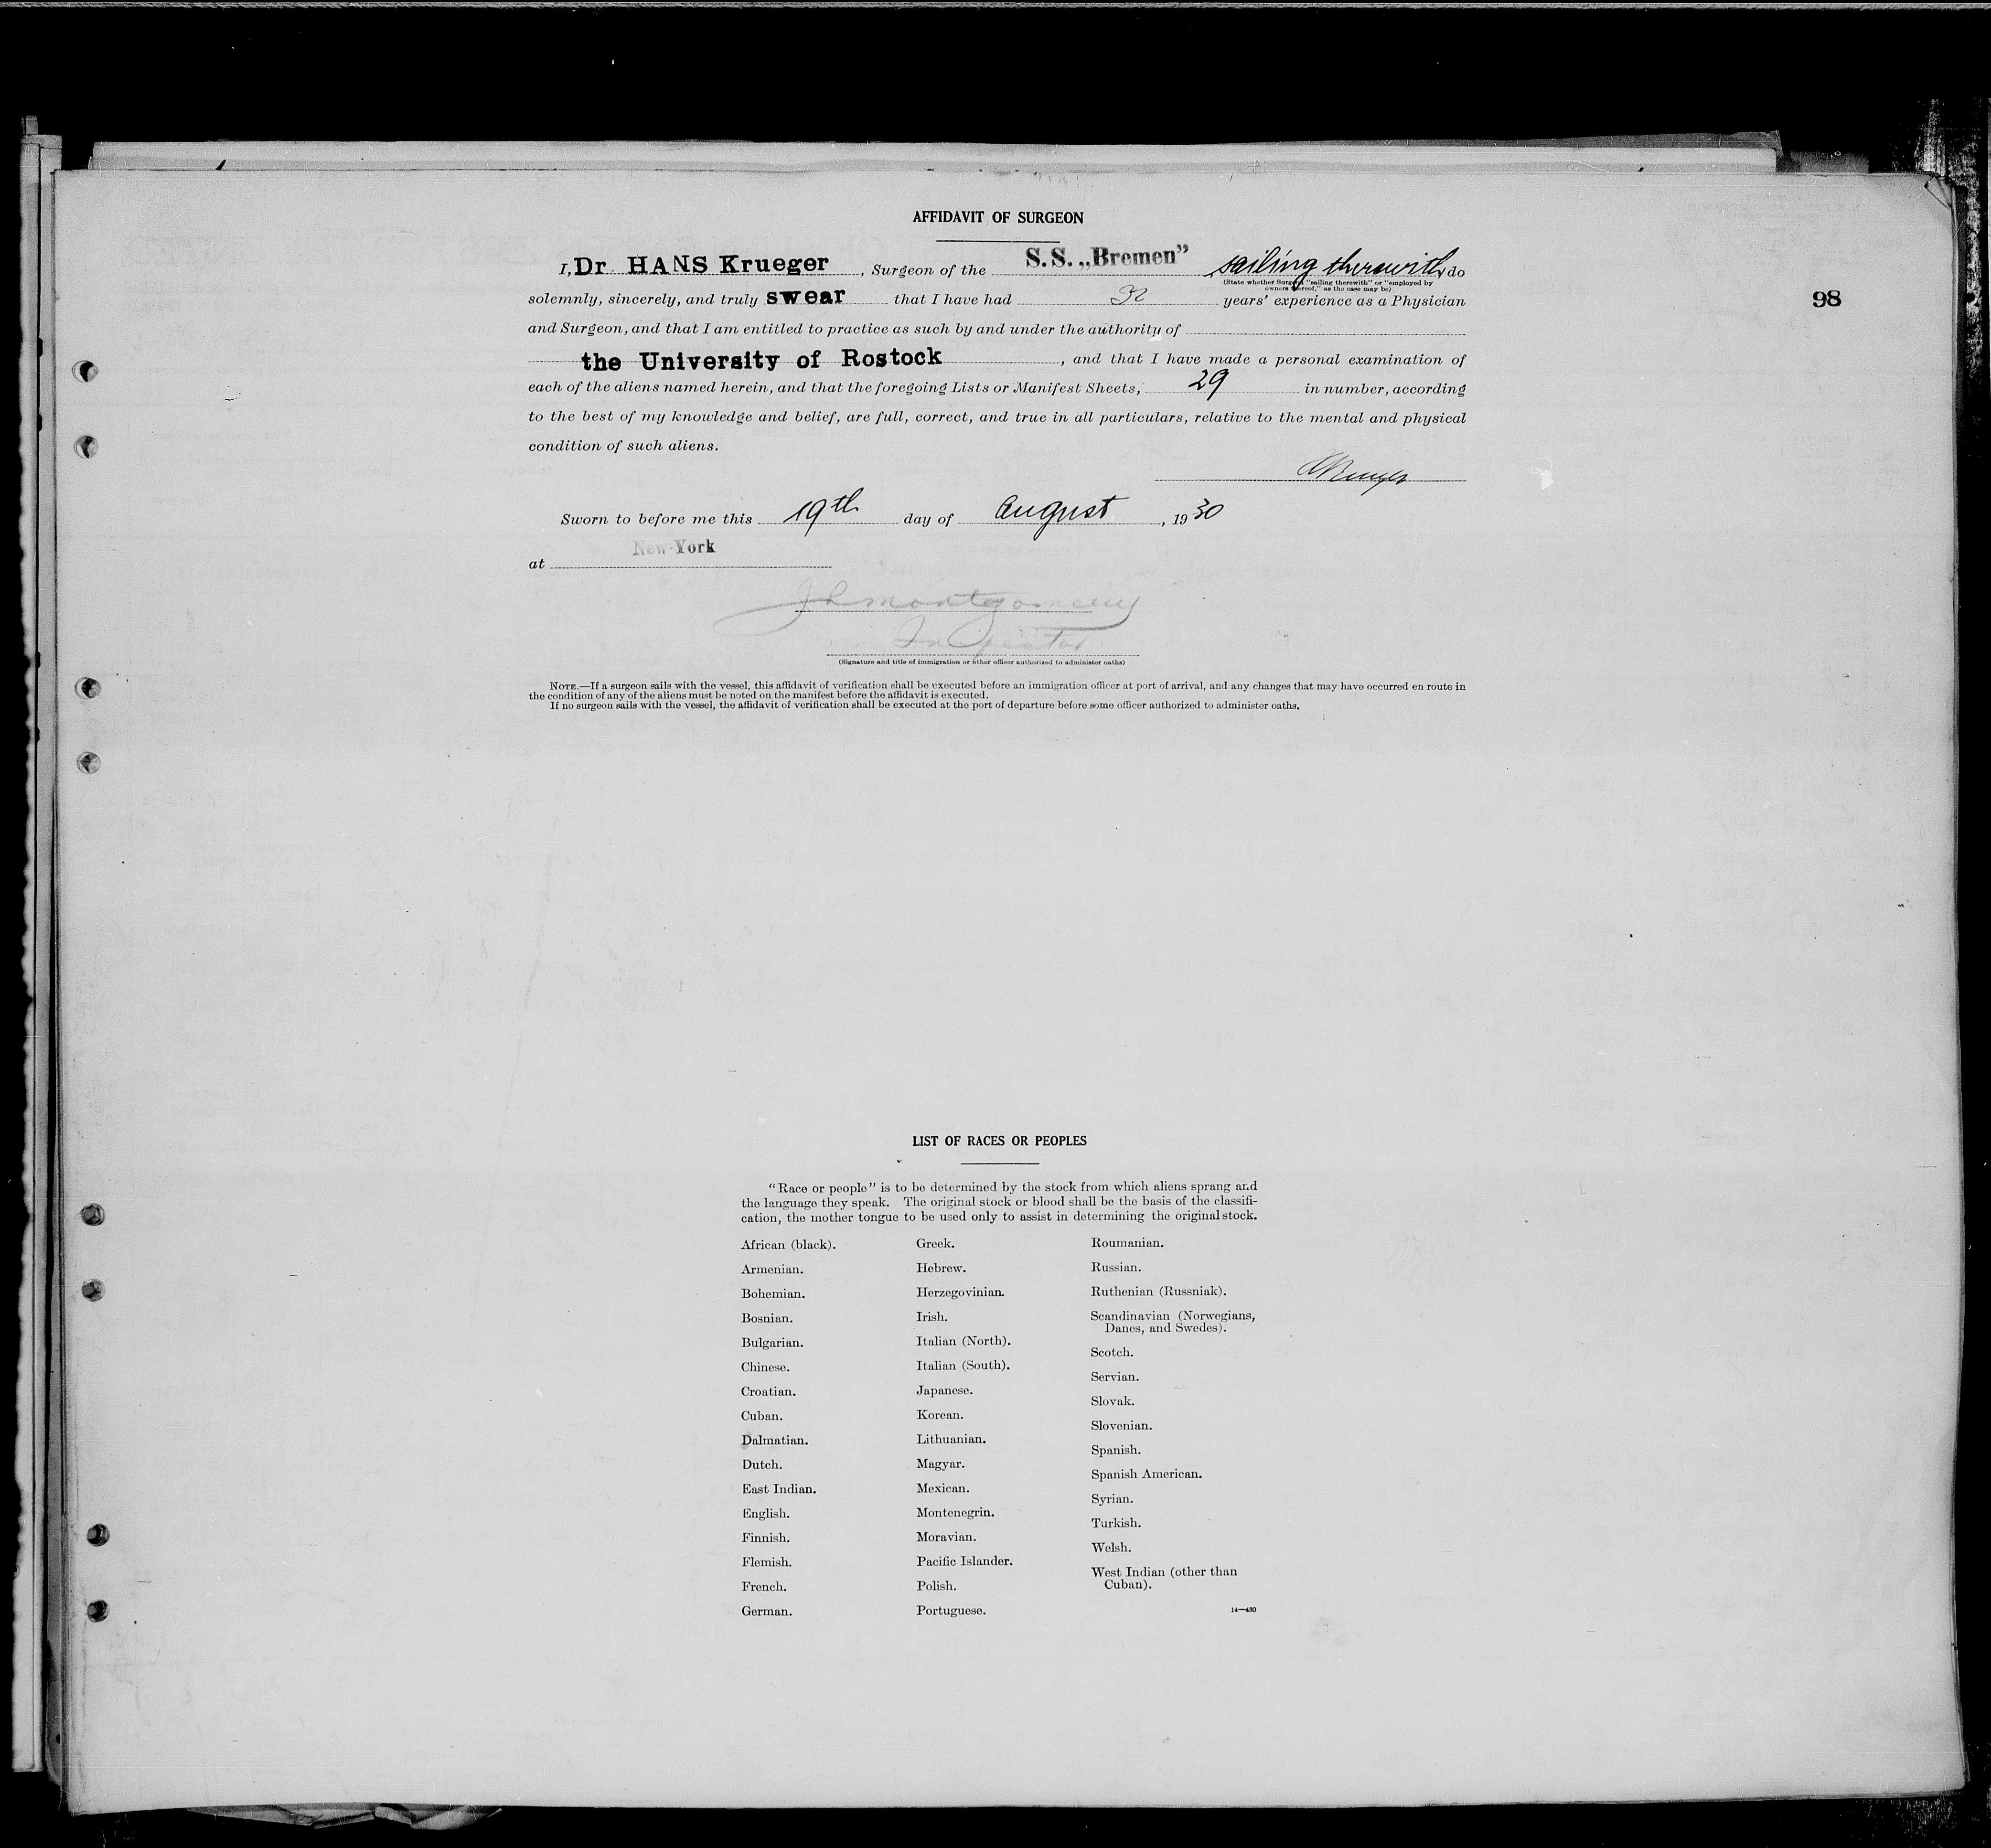 AFFIDAVIT OF SURGEON
I, Dr. HANS Krueger, Surgeon of the S.S. „Bremen” sailing therewith, do
(State whether Surgeon "sailing therewith" or "employed by
owners thereof," as the case may be)
solemnly, sincerely, and truly swear that I have had 32 years' experience as a Physician
98
and Surgeon, and that I am entitled to practice as such by and under the authority of
the University of Rostock, and that I have made a personal examination of
each of the aliens named herein, and that the foregoing Lists or Manifest Sheets, 29 in number, according
to the best of my knowledge and belief, are full, correct, and true in all particulars, relative to the mental and physical
condition of such aliens.
Sworn to before me this 19th day of August, 1930
at New-York
Montgomery
Inspector
(Signature and title of immigration or other officer authorized to administer oaths)
NOTE.—If a surgeon sails with the vessel, this affidavit of verification shall be executed before an immigration officer at port of arrival, and any changes that may have occurred en route in
the condition of any of the aliens must be noted on the manifest before the affidavit is executed.
If no surgeon sails with the vessel, the affidavit of verification shall be executed at the port of departure before some officer authorized to administer oaths.
LIST OF RACES OR PEOPLES
"Race or people" is to be determined by the stock from which aliens sprang and
the language they speak. The original stock or blood shall be the basis of the classifi-
cation, the mother tongue to be used only to assist in determining the original stock.
African (black).
Armenian.
Bohemian.
Bosnian.
Bulgarian.
Chinese.
Croatian.
Cuban.
Dalmatian.
Dutch.
East Indian.
English.
Finnish.
Flemish.
French.
German.
Greek.
Hebrew.
Herzegovinian.
Irish.
Italian (North).
Italian (South).
Japanese.
Korean.
Lithuanian.
Magyar.
Mexican.
Montenegrin.
Moravian.
Pacific Islander.
Polish.
Portuguese.
Roumanian.
Russian.
Ruthenian (Russniak).
Scandinavian (Norwegians,
Danes, and Swedes).
Scotch.
Servian.
Slovak.
Slovenian.
Spanish.
Spanish American.
Syrian.
Turkish.
Welsh.
West Indian (other than
Cuban).
14—430